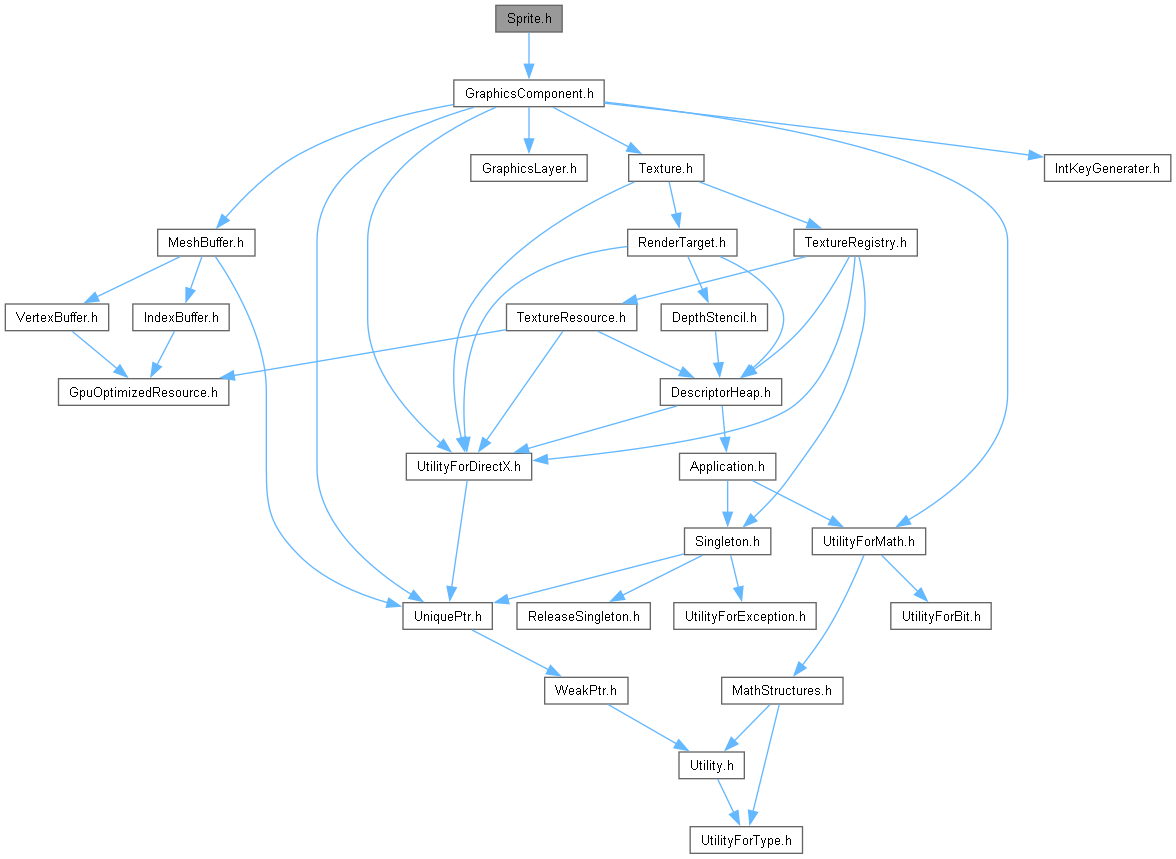 Sprite.h
GraphicsComponent.h
GraphicsLayer.h
Texture.h
IntKeyGenerater.h
MeshBuffer.h
RenderTarget.h
TextureRegistry.h
VertexBuffer.h
IndexBuffer.h
TextureResource.h
DepthStencil.h
GpuOptimizedResource.h
DescriptorHeap.h
UtilityForDirectX.h
Application.h
Singleton.h
UtilityForMath.h
UniquePtr.h
ReleaseSingleton.h
UtilityForException.h
UtilityForBit.h
WeakPtr.h
MathStructures.h
Utility.h
UtilityForType.h